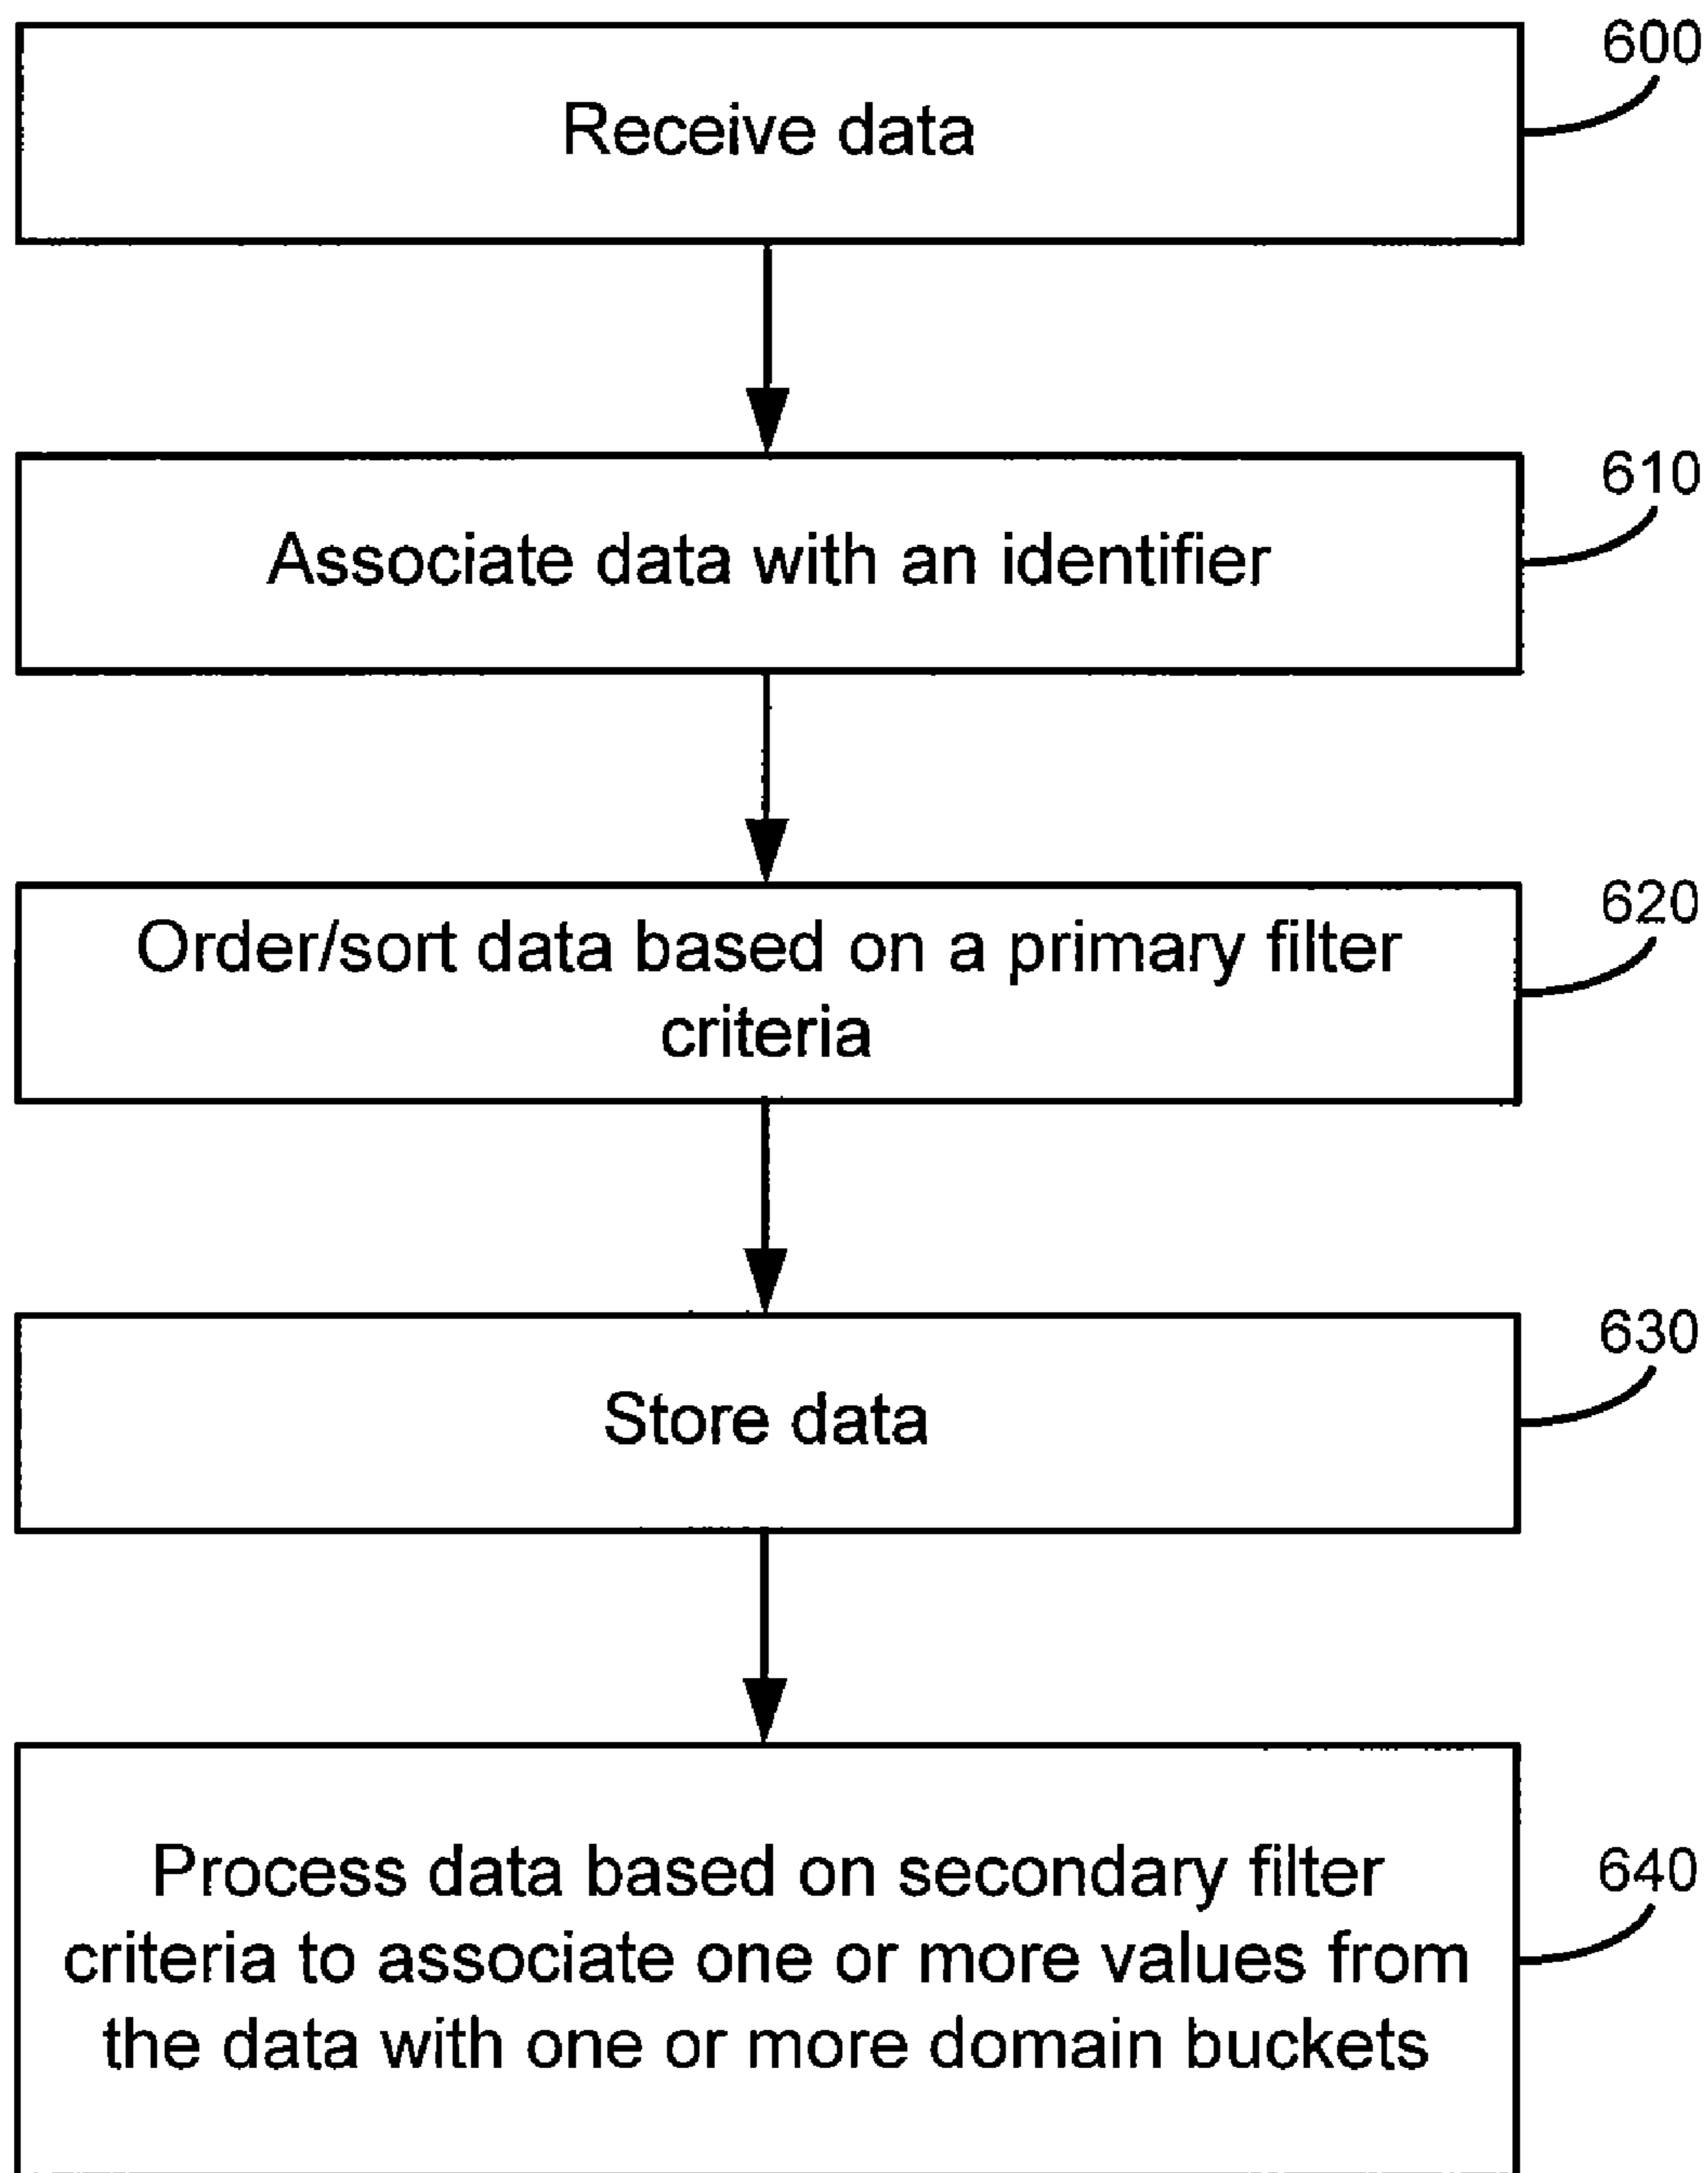 600
Receive data
610
Associate data with an identifier
620
Order/sort data based on a primary filter
criteria
630
Store data
640
Process data based on secondary filter
criteria to associate one or more values from
the data with one or more domain buckets